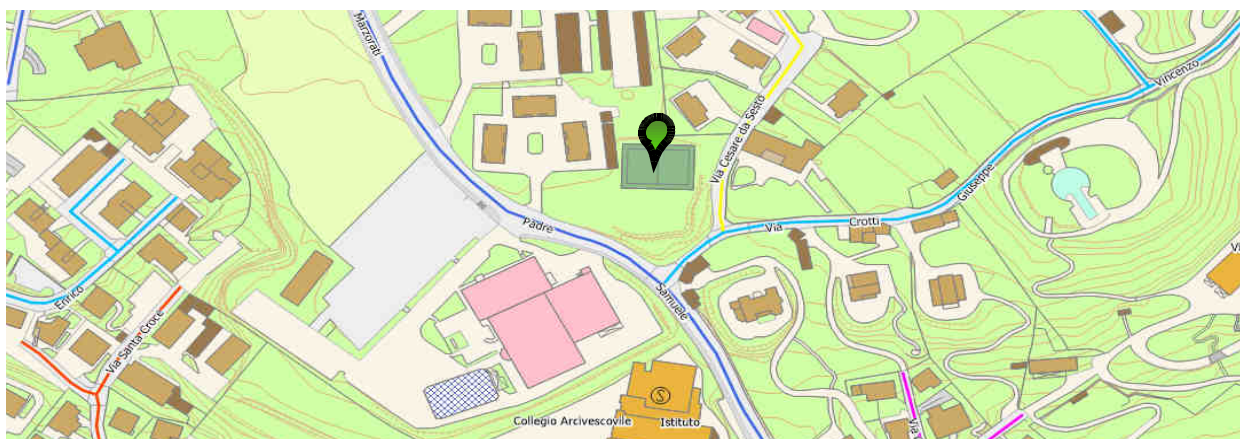 Marzorati
Vincenzo
Via Cesare da Sesto
Giuseppe
Crotti
Padre
Via
Enrico
Samuele
Via Santa Croce
S
Collegio Arcivescovile
Istituto
Via